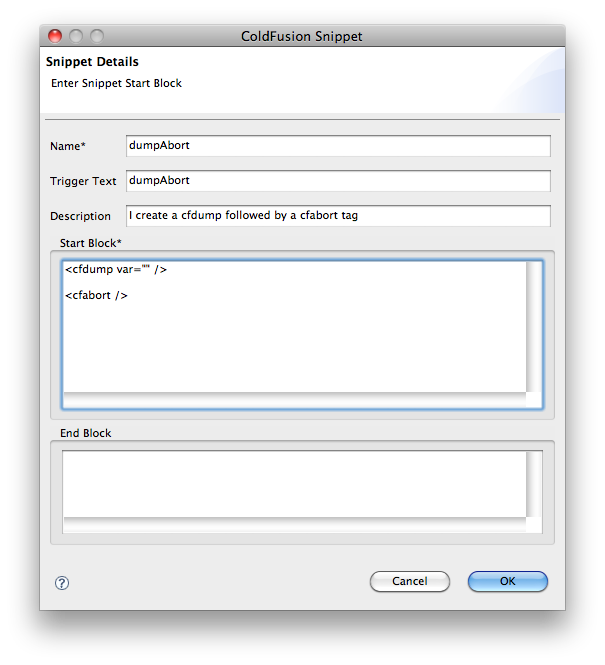 ColdFusion Snippet
Snippet Details
Enter Snippet Start Block
Name* dumpAbort
Trigger Text dumpAbort
Description I create a cfdump followed by a cfabort tag
Start Block*
<cfdump var="" />
<cfabort />
End Block
? Cancel OK